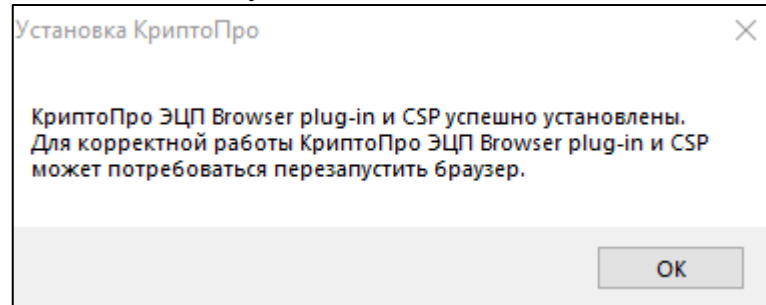 Установка КриптоПро
КриптоПро ЭЦП Browser plug-in и CSP успешно установлены.
Для корректной работы КриптоПро ЭЦП Browser plug-in и CSP
может потребоваться перезапустить браузер.
OK